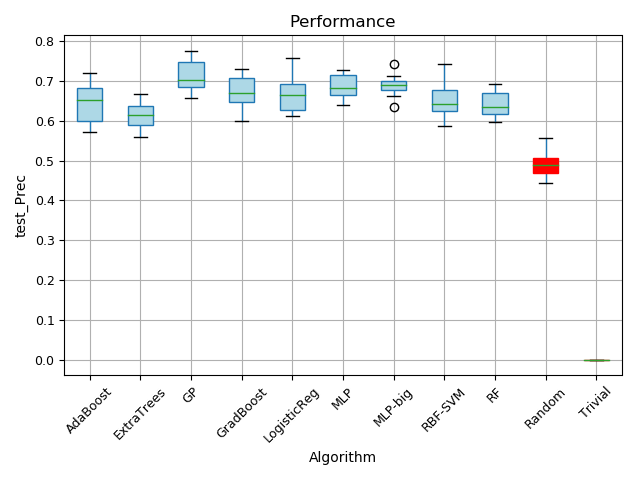 Performance
0.8
0.7
0.6
0.5
0.4
0.3
0.2
0.1
0.0
test_Prec
AdaBoost
ExtraTrees
GP
GradBoost
LogisticReg
MLP
MLP-big
RBF-SVM
RF
Random
Trivial
Algorithm